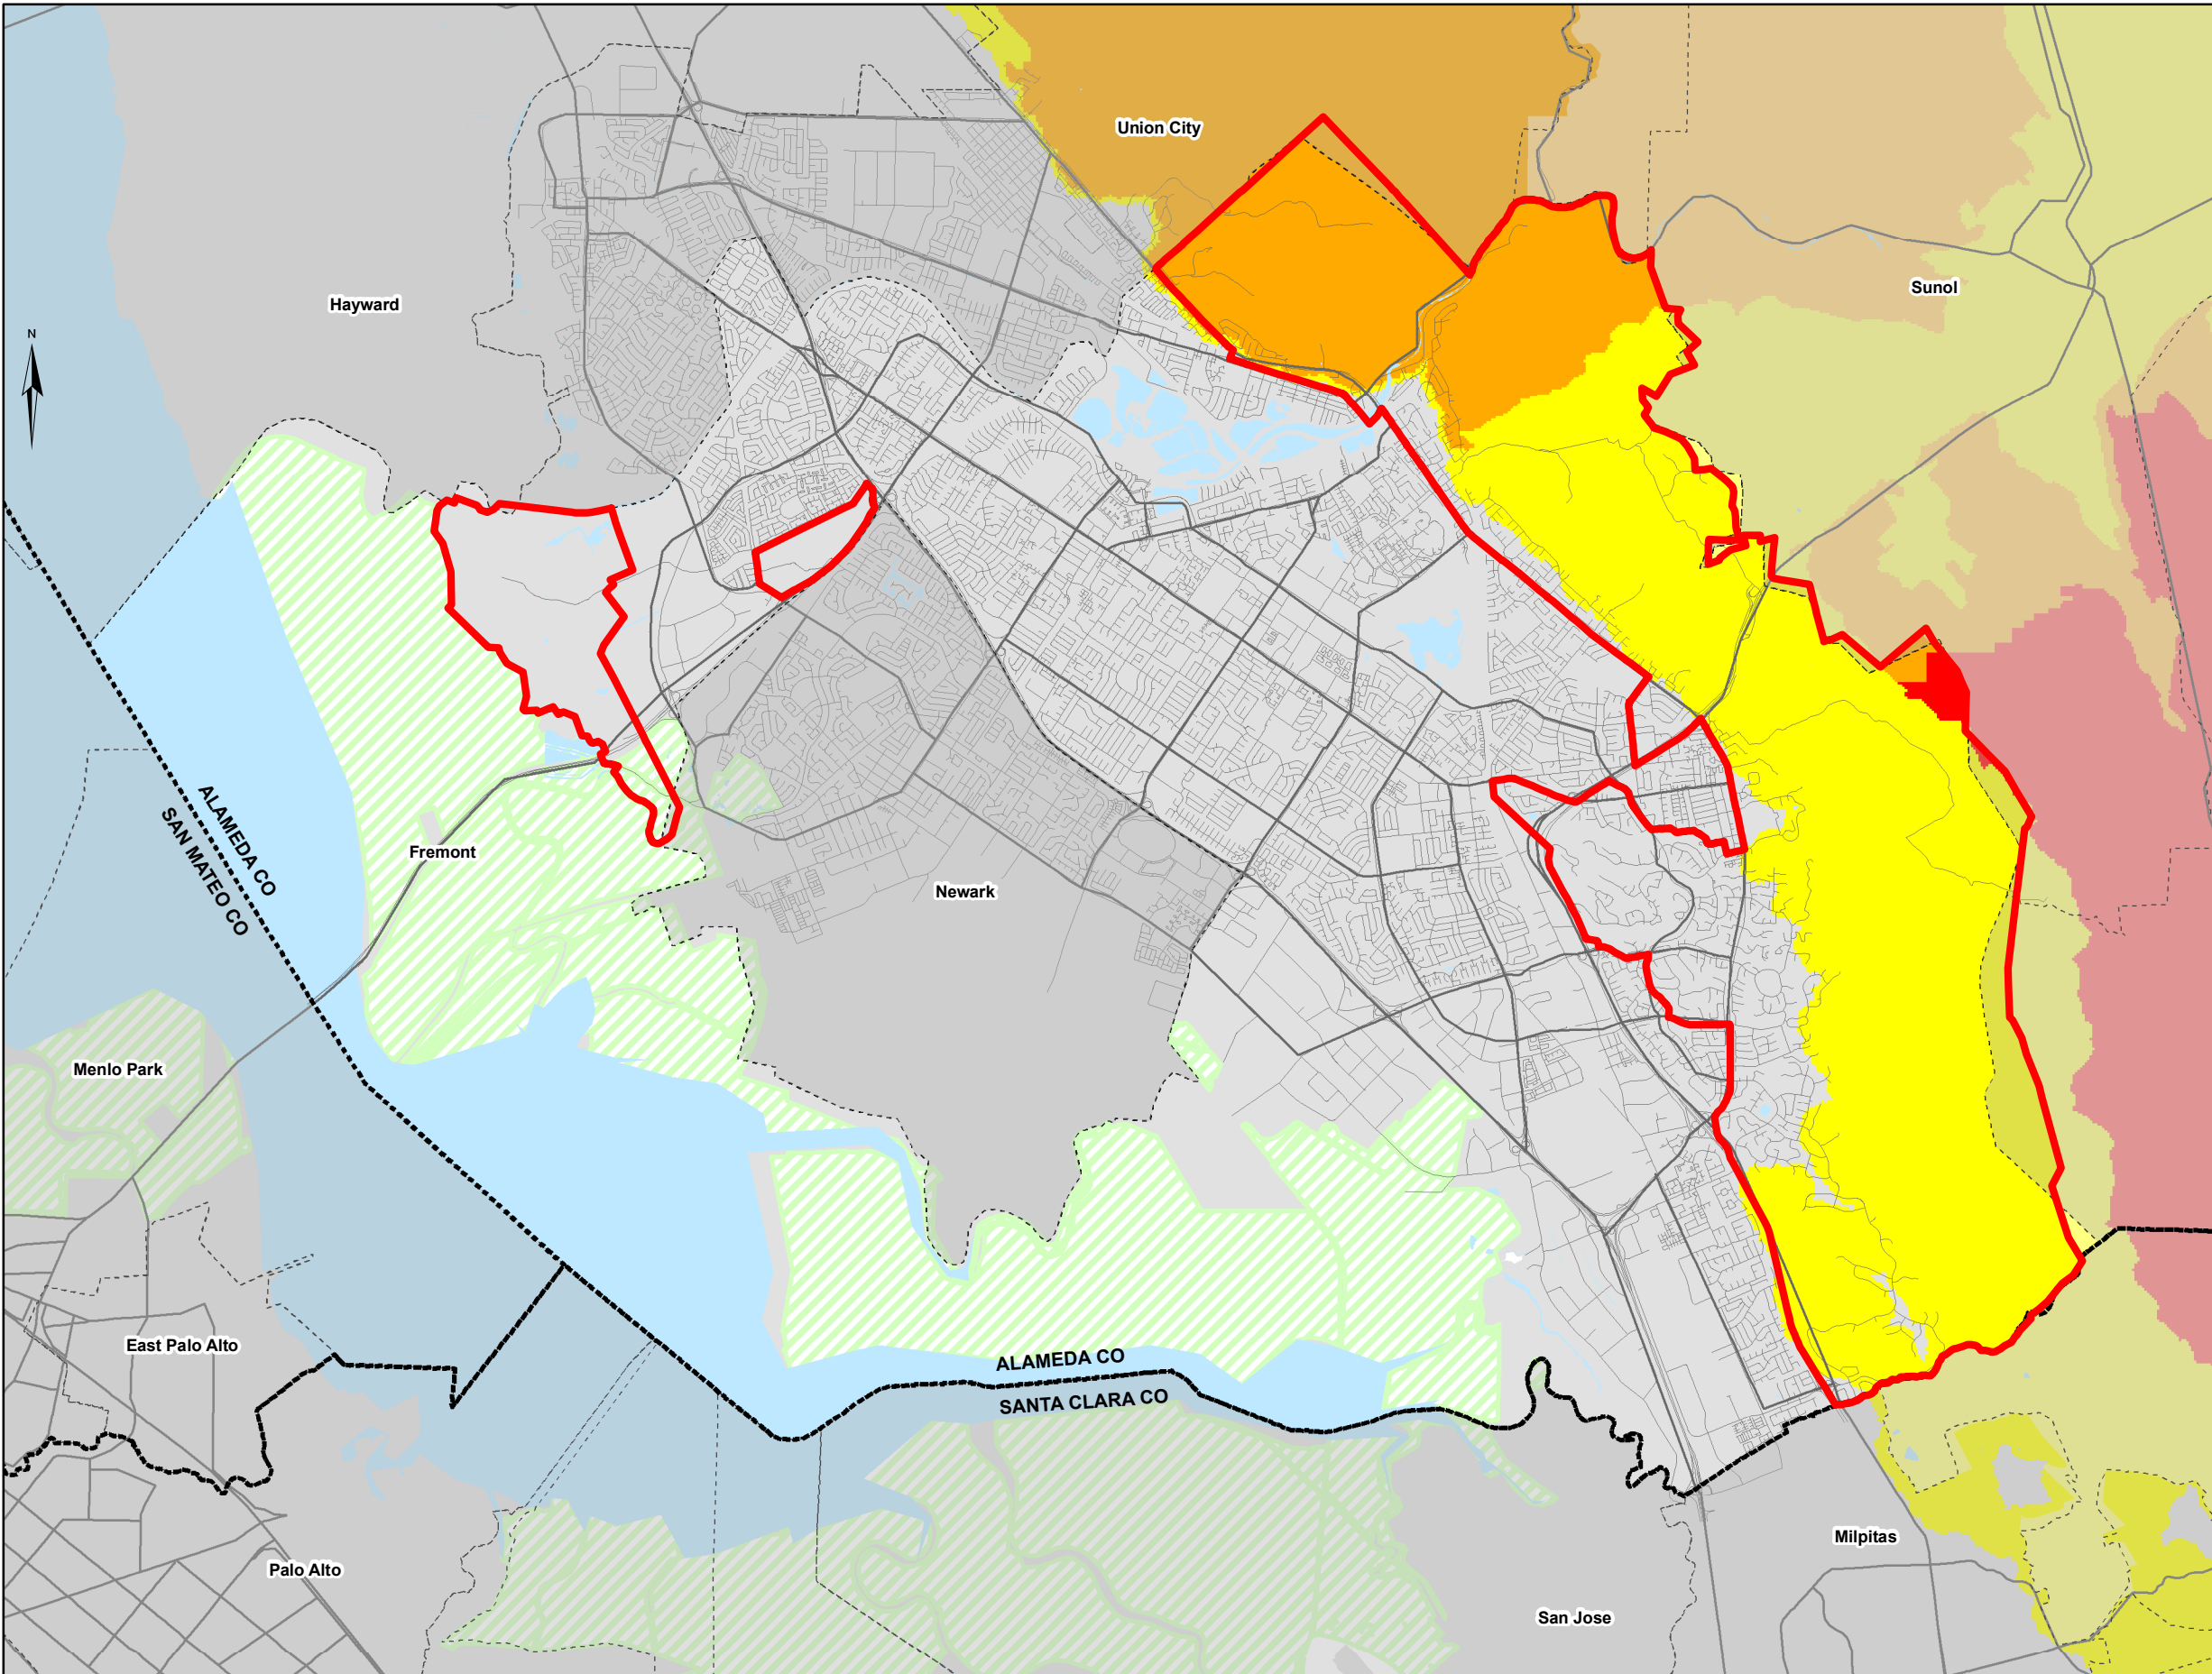 Union City
Hayward
Sunol
N
ALAMEDA CO
SAN MATEO CO
Fremont
Newark
Menlo Park
East Palo Alto
ALAMEDA CO
SANTA CLARA CO
Palo Alto
Milpitas
San Jose